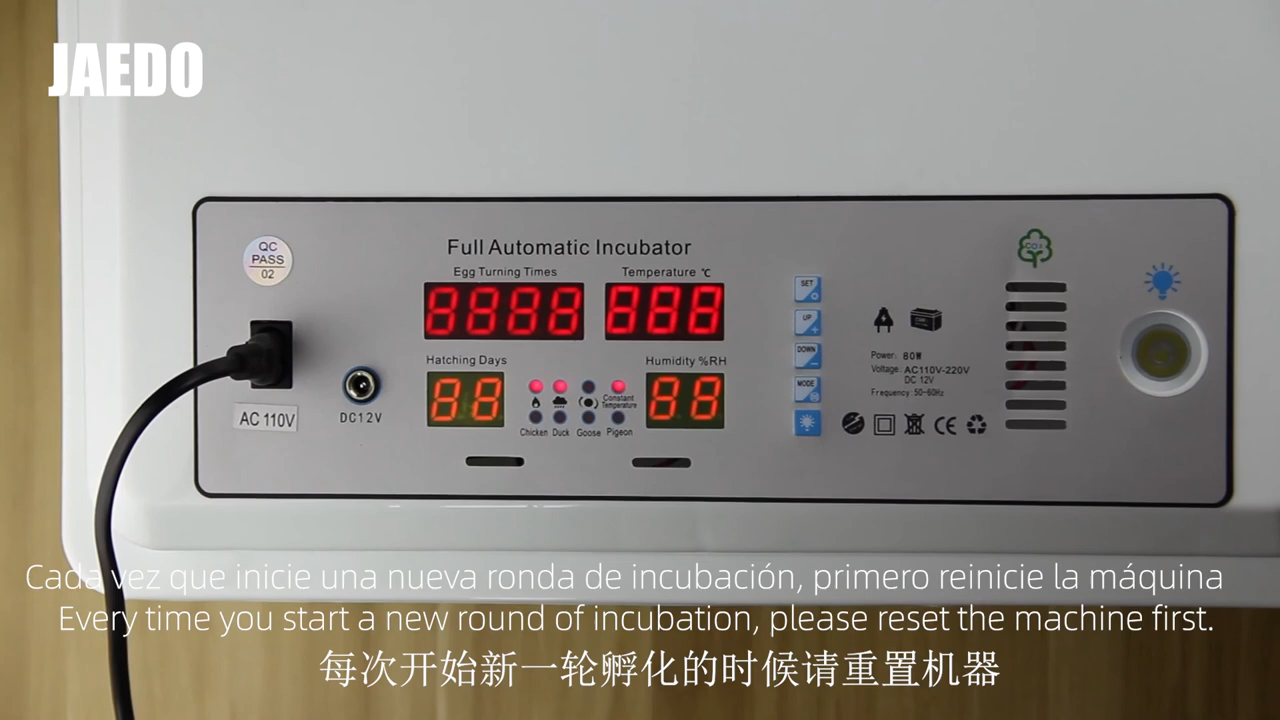 JAEDO
QC
PASS
02
Full Automatic Incubator
Egg Turning Times
Temperature ℃
8888
888
Hatching Days
Humidity %RH
88
88
Constant
Temperature
Chicken Duck Goose Pigeon
AC 110V
DC12V
SET
UP
DOWN
MODE
Power: 80W
Voltage: AC110V-220V
DC 12V
Frequency: 50-60Hz
CE
Cada vez que inicie una nueva ronda de incubación, primero reinicie la máquina
Every time you start a new round of incubation, please reset the machine first.
每次开始新一轮孵化的时候请重置机器